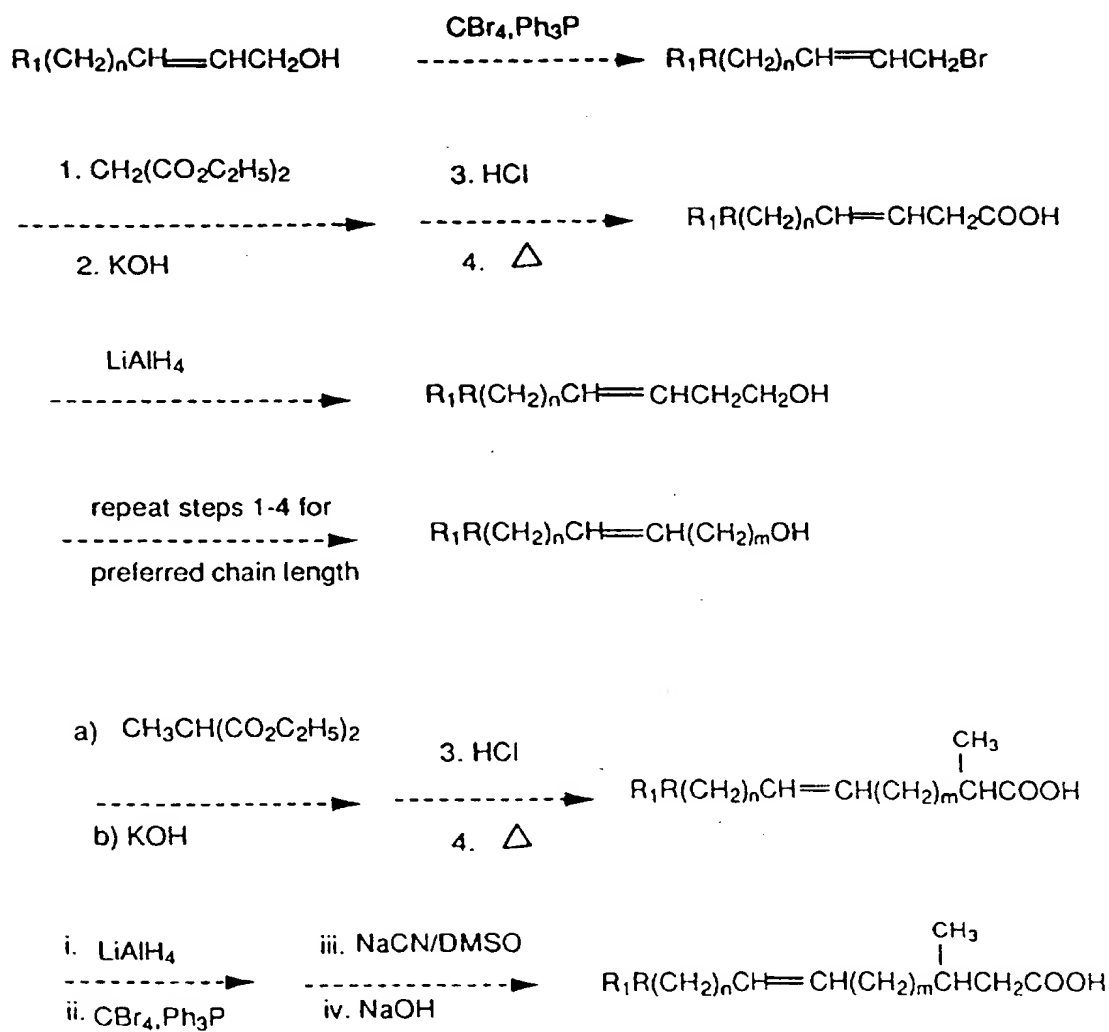 CBr₄,Ph₃P
R₁(CH₂)ₙCH=CHCH₂OH R₁R(CH₂)ₙCH=CHCH₂Br
1. CH₂(CO₂C₂H₅)₂ 3. HCl
R₁R(CH₂)ₙCH=CHCH₂COOH
2. KOH 4. △
LiAlH₄
R₁R(CH₂)ₙCH=CHCH₂CH₂OH
repeat steps 1-4 for
R₁R(CH₂)ₙCH=CH(CH₂)ₘOH
preferred chain length
a) CH₃CH(CO₂C₂H₅)₂ 3. HCl
CH₃
R₁R(CH₂)ₙCH=CH(CH₂)ₘCHCOOH
b) KOH 4. △
i. LiAlH₄ iii. NaCN/DMSO
CH₃
R₁R(CH₂)ₙCH=CH(CH₂)ₘCHCH₂COOH
ii. CBr₄,Ph₃P iv. NaOH